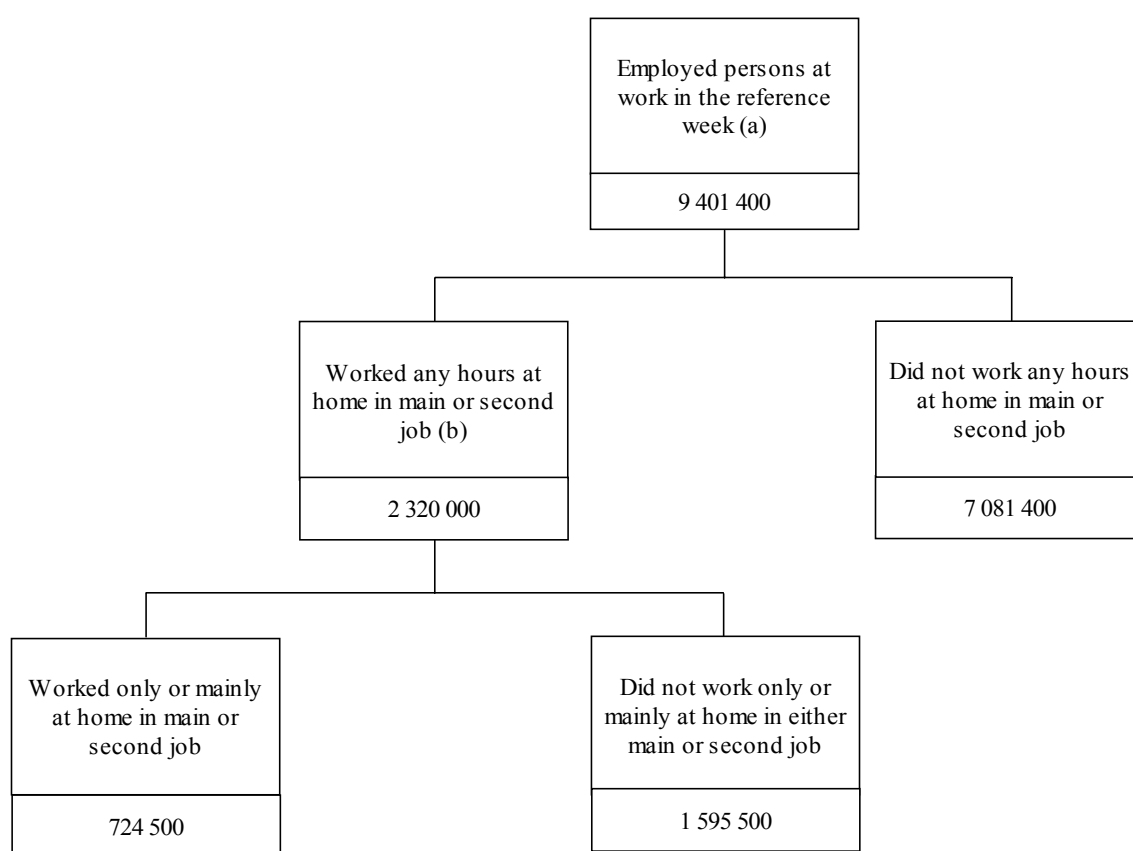 Employed persons at
work in the reference
week (a)
9 401 400
Worked any hours at
home in main or second
job (b)
2 320 000
Did not work any hours
at home in main or
second job
7 081 400
Worked only or mainly
at home in main or
second job
724 500
Did not work only or
mainly at home in either
main or second job
1 595 500